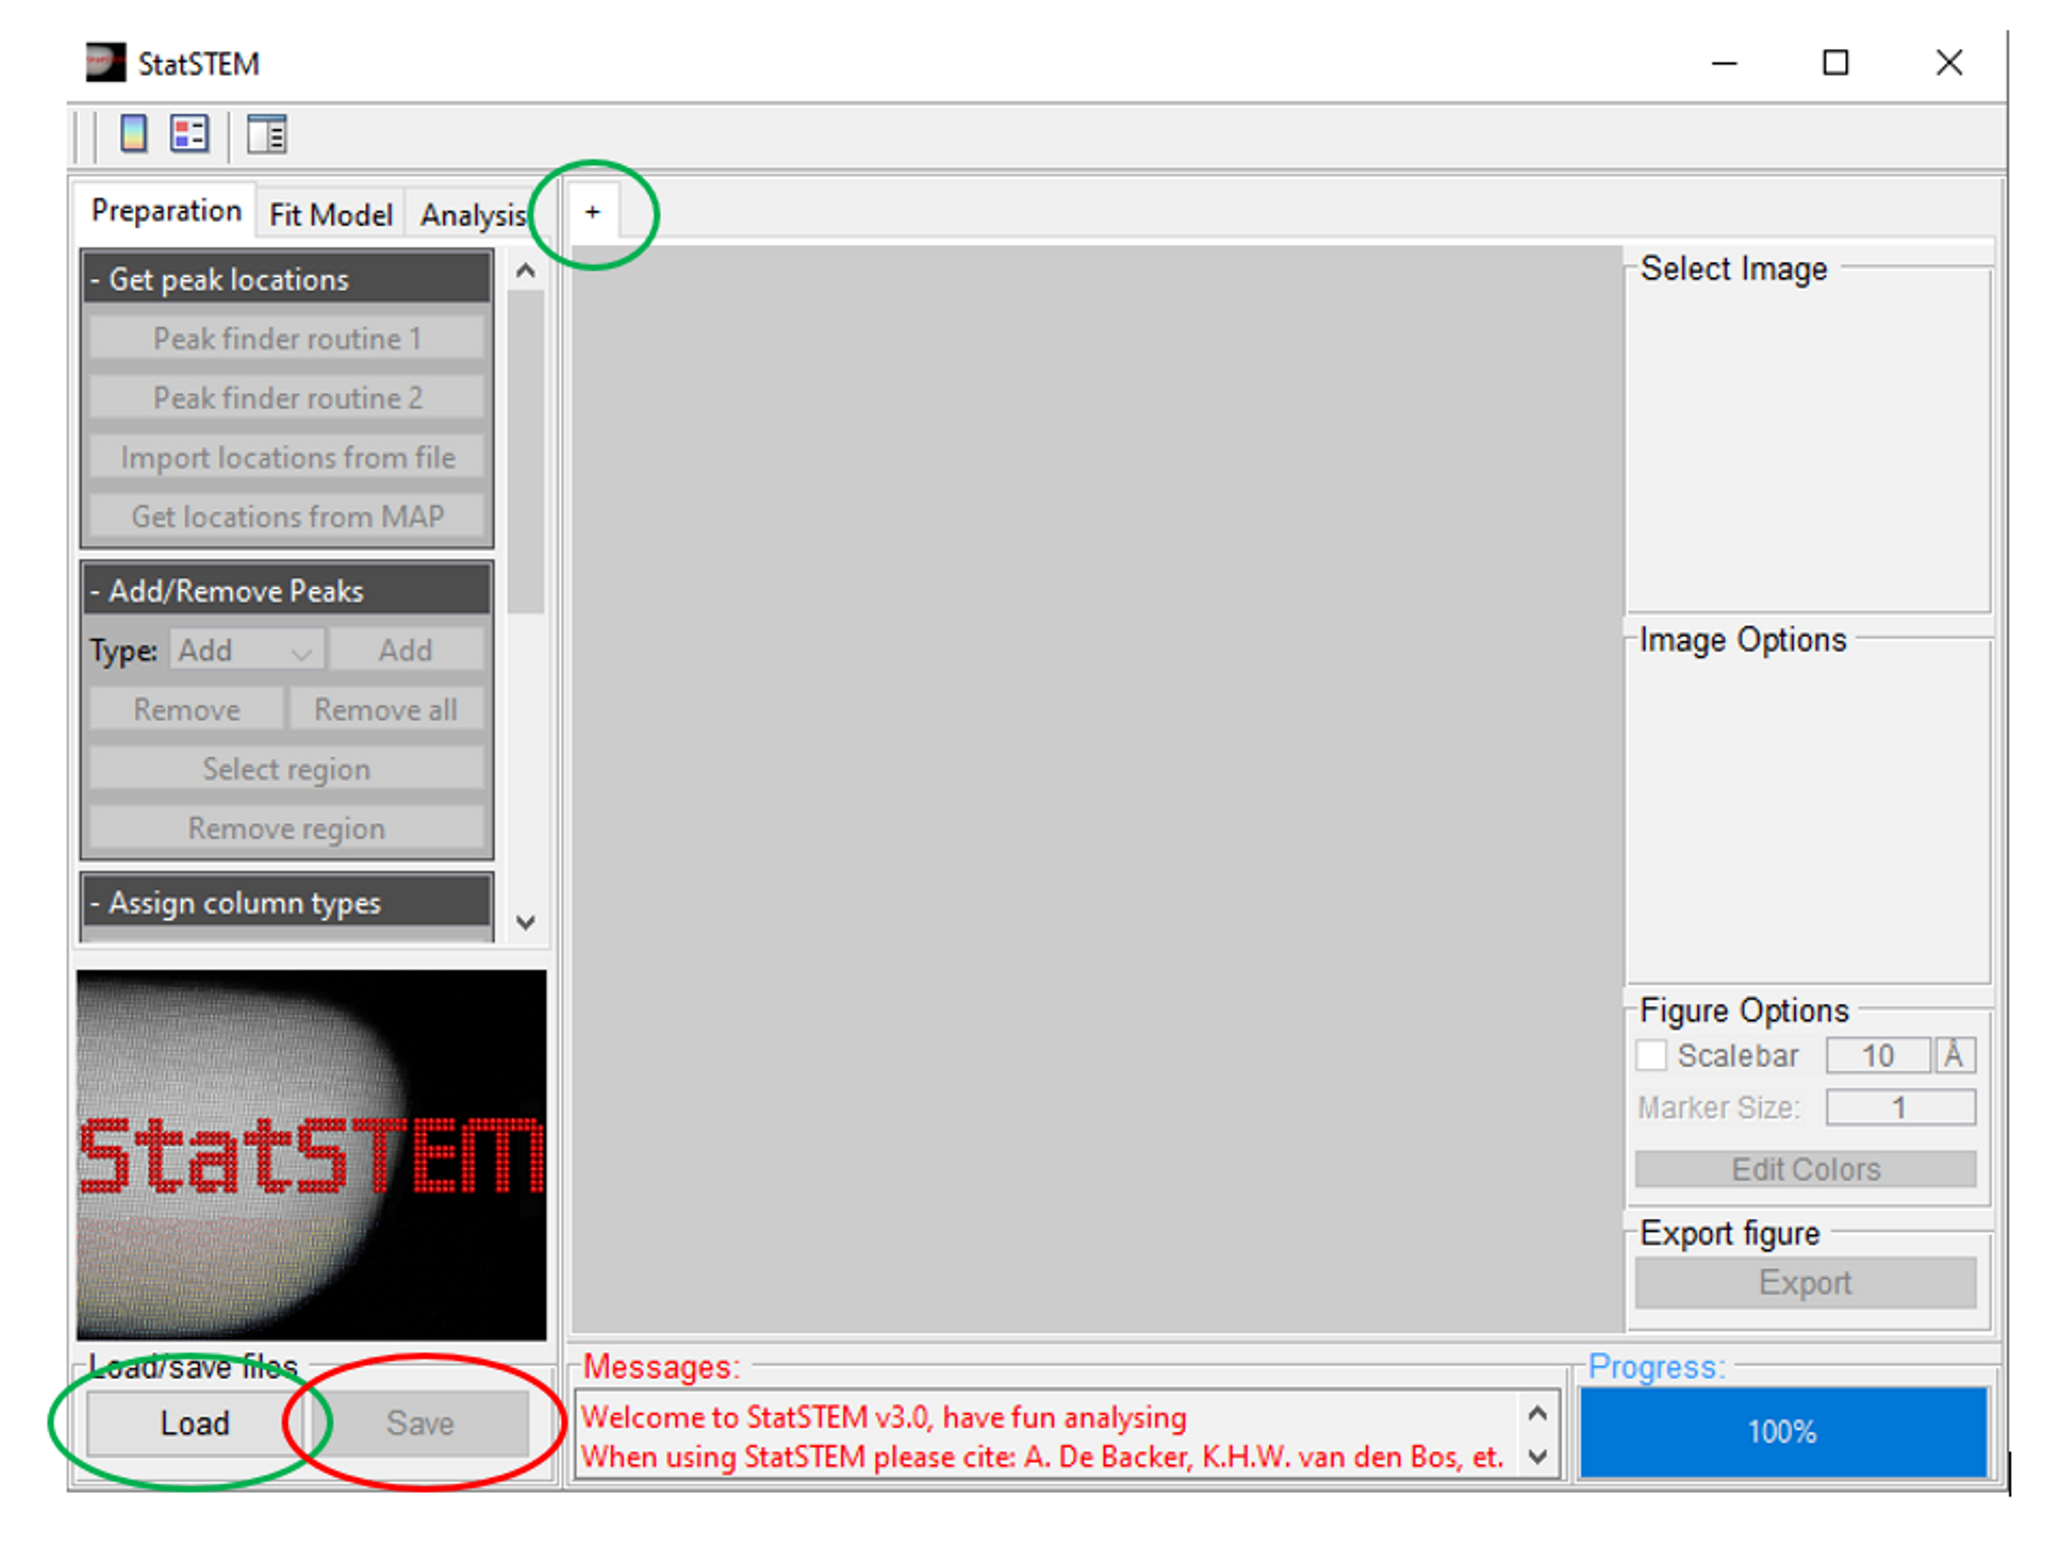 StatSTEM
Preparation
Fit Model
Analysis
+
- Get peak locations
Peak finder routine 1
Peak finder routine 2
Import locations from file
Get locations from MAP
- Add/Remove Peaks
Type: Add Add
Remove Remove all
Select region
Remove region
- Assign column types
StatSTEM
Load/save files
Load Save
Select Image
Image Options
Figure Options
Scalebar 10 Å
Marker Size: 1
Edit Colors
Export figure
Export
Messages:
Welcome to StatSTEM v3.0, have fun analysing
When using StatSTEM please cite: A. De Backer, K.H.W. van den Bos, et.
Progress:
100%